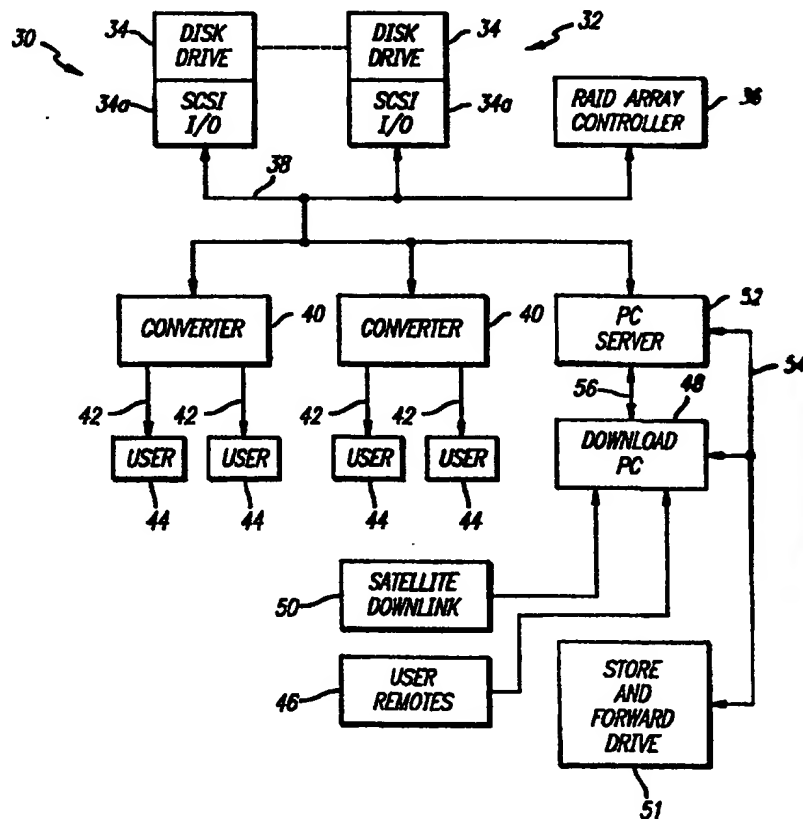 30
34
DISK
DRIVE
DISK
DRIVE
34
32
34a
SCSI
I/O
SCSI
I/O
34a
RAID ARRAY
CONTROLLER
36
38
CONVERTER
40
CONVERTER
40
PC
SERVER
52
54
42
42
42
42
56
48
USER
USER
USER
USER
DOWNLOAD
PC
44
44
44
44
50
SATELLITE
DOWNLINK
46
USER
REMOTES
STORE
AND
FORWARD
DRIVE
51